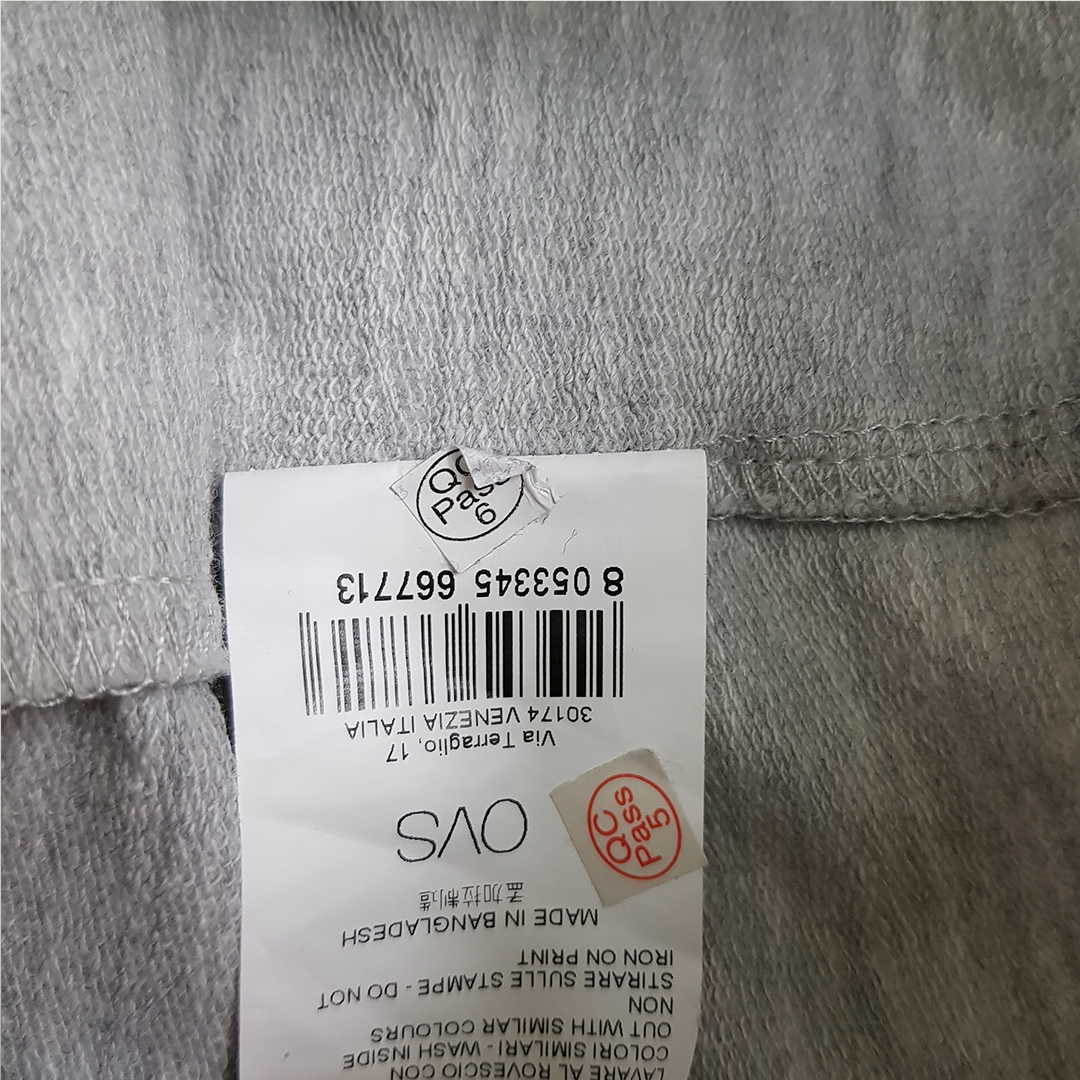 LAVARE AL ROVESCIO CON
COLORI SIMILARI - WASH INSIDE
OUT WITH SIMILAR COLOURS
NON
STIRARE SULLE STAMPE - DO NOT
IRON ON PRINT
MADE IN BANGLADESH
孟加拉制造
OVS
QC
Pass
5
Via Terraglio, 17
30174 VENEZIA ITALIA
8 053345 667713
QC
Pass
6